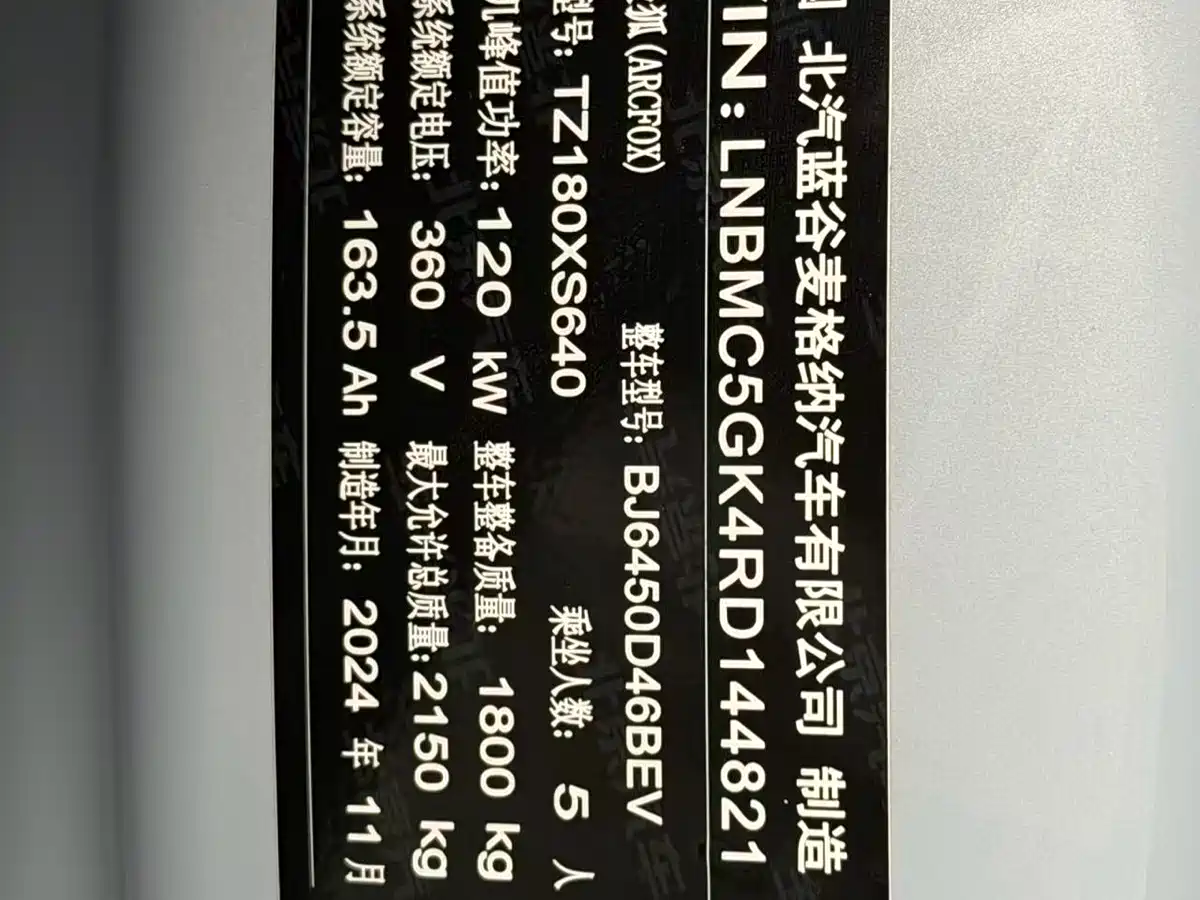 北汽蓝谷麦格纳汽车有限公司 制造
VIN: LNBMC5GK4RD144821
狐(ARCFOX) 整车型号: BJ6450D46BEV
型号: TZ180XS640 乘坐人数: 5 人
机峰值功率: 120 kW 整车整备质量: 1800 kg
系统额定电压: 360 V 最大允许总质量: 2150 kg
系统额定容量: 163.5 Ah 制造年月: 2024 年 11 月